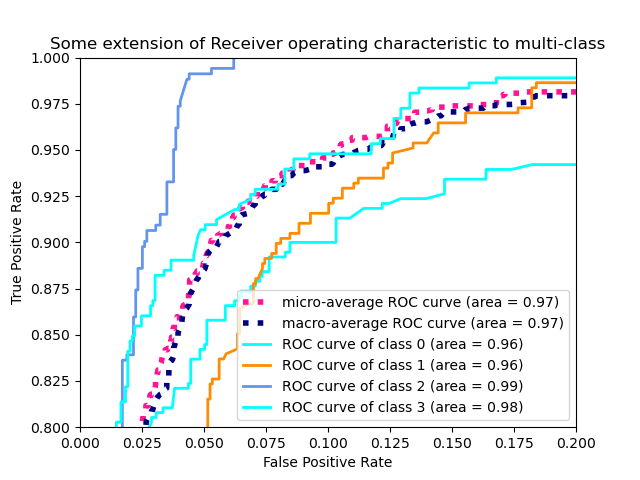 Some extension of Receiver operating characteristic to multi-class
True Positive Rate
1.000
0.975
0.950
0.925
0.900
0.875
0.850
0.825
0.800
micro-average ROC curve (area = 0.97)
macro-average ROC curve (area = 0.97)
ROC curve of class 0 (area = 0.96)
ROC curve of class 1 (area = 0.96)
ROC curve of class 2 (area = 0.99)
ROC curve of class 3 (area = 0.98)
0.000 0.025 0.050 0.075 0.100 0.125 0.150 0.175 0.200
False Positive Rate